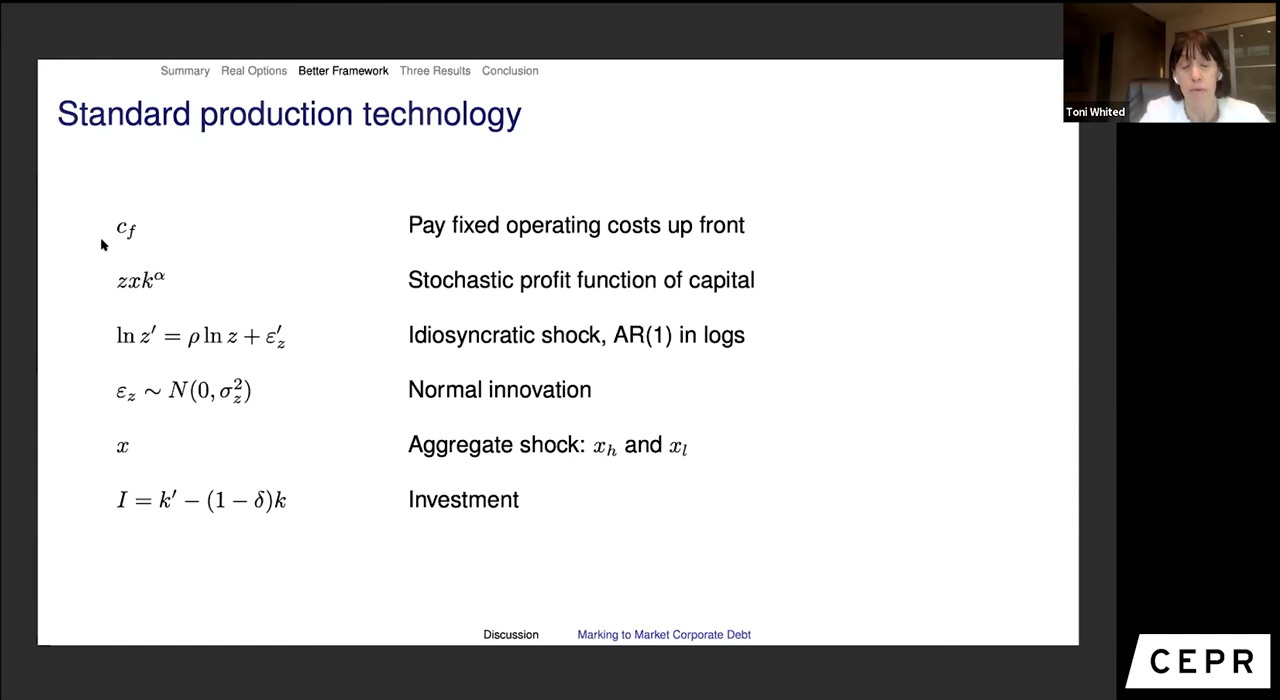 Summary Real Options Better Framework Three Results Conclusion
Standard production technology
c_f Pay fixed operating costs up front
zxk^α Stochastic profit function of capital
ln z′ = ρ ln z + ε′_z Idiosyncratic shock, AR(1) in logs
ε_z ∼ N(0, σ²_z) Normal innovation
x Aggregate shock: x_h and x_l
I = k′ − (1 − δ)k Investment
Discussion Marking to Market Corporate Debt
Toni Whited
CEPR